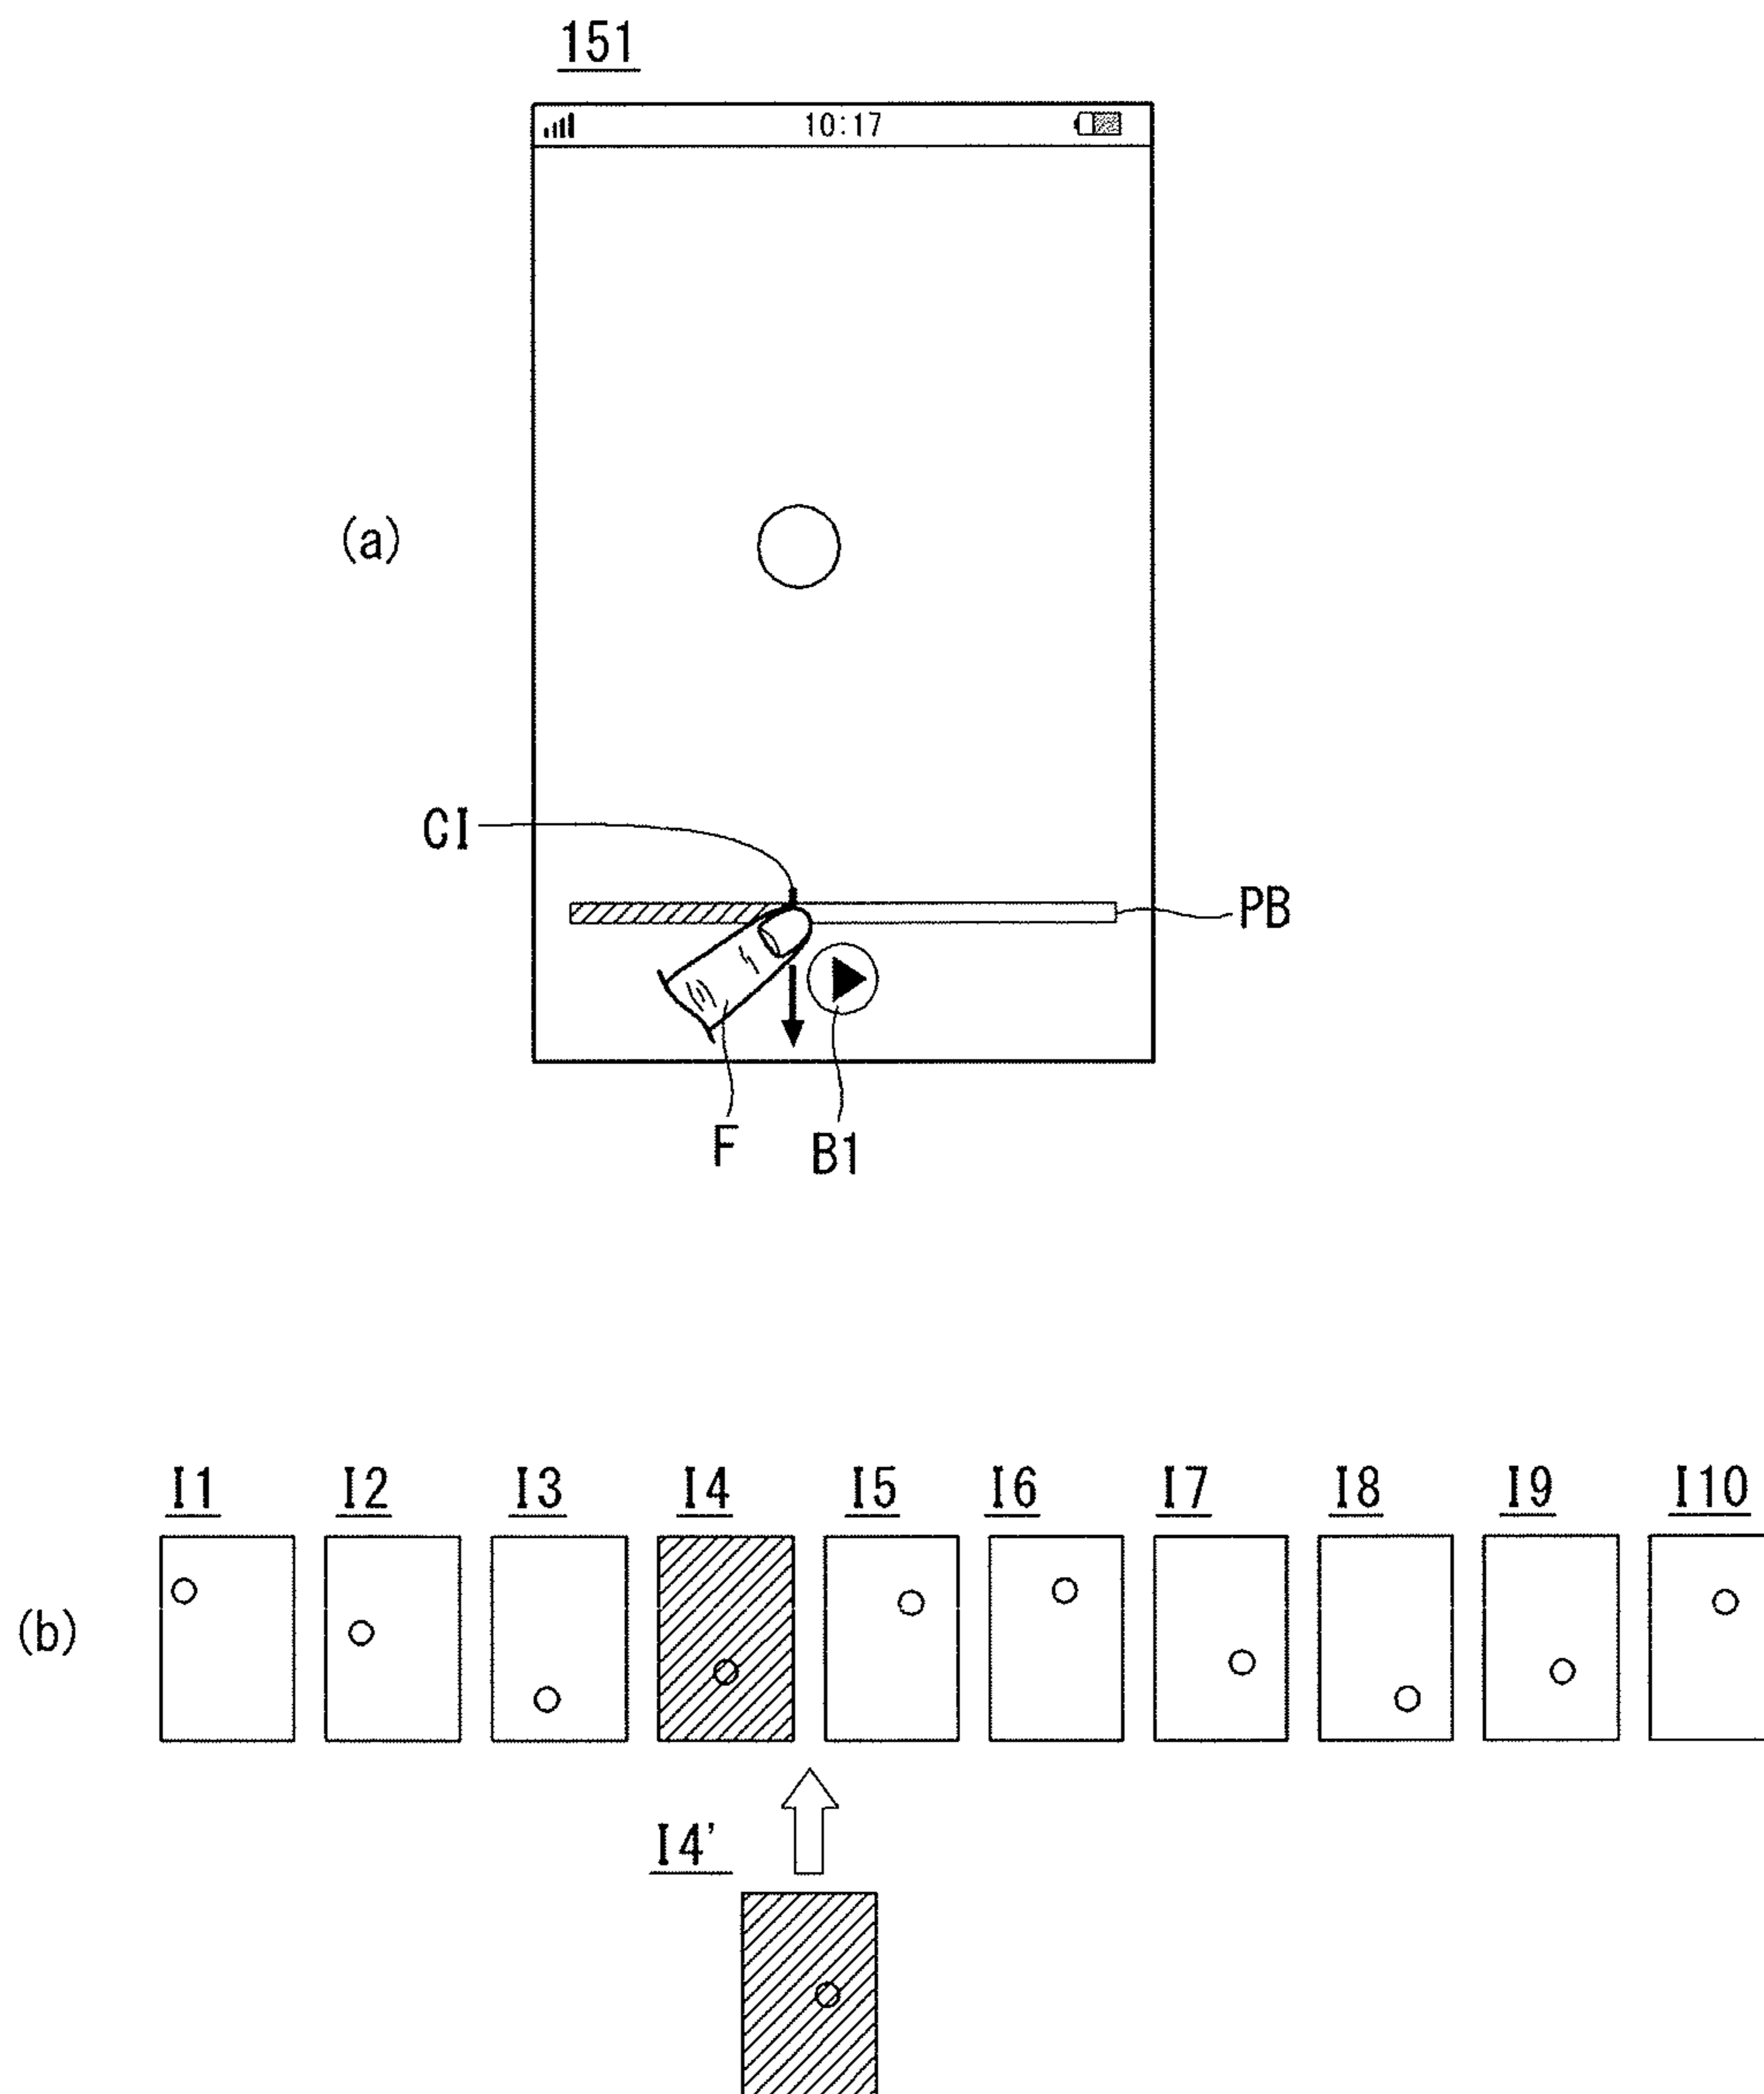 151
10:17
(a)
CI
PB
F
B1
I1 I2 I3 I4 I5 I6 I7 I8 I9 I10
(b)
I4'